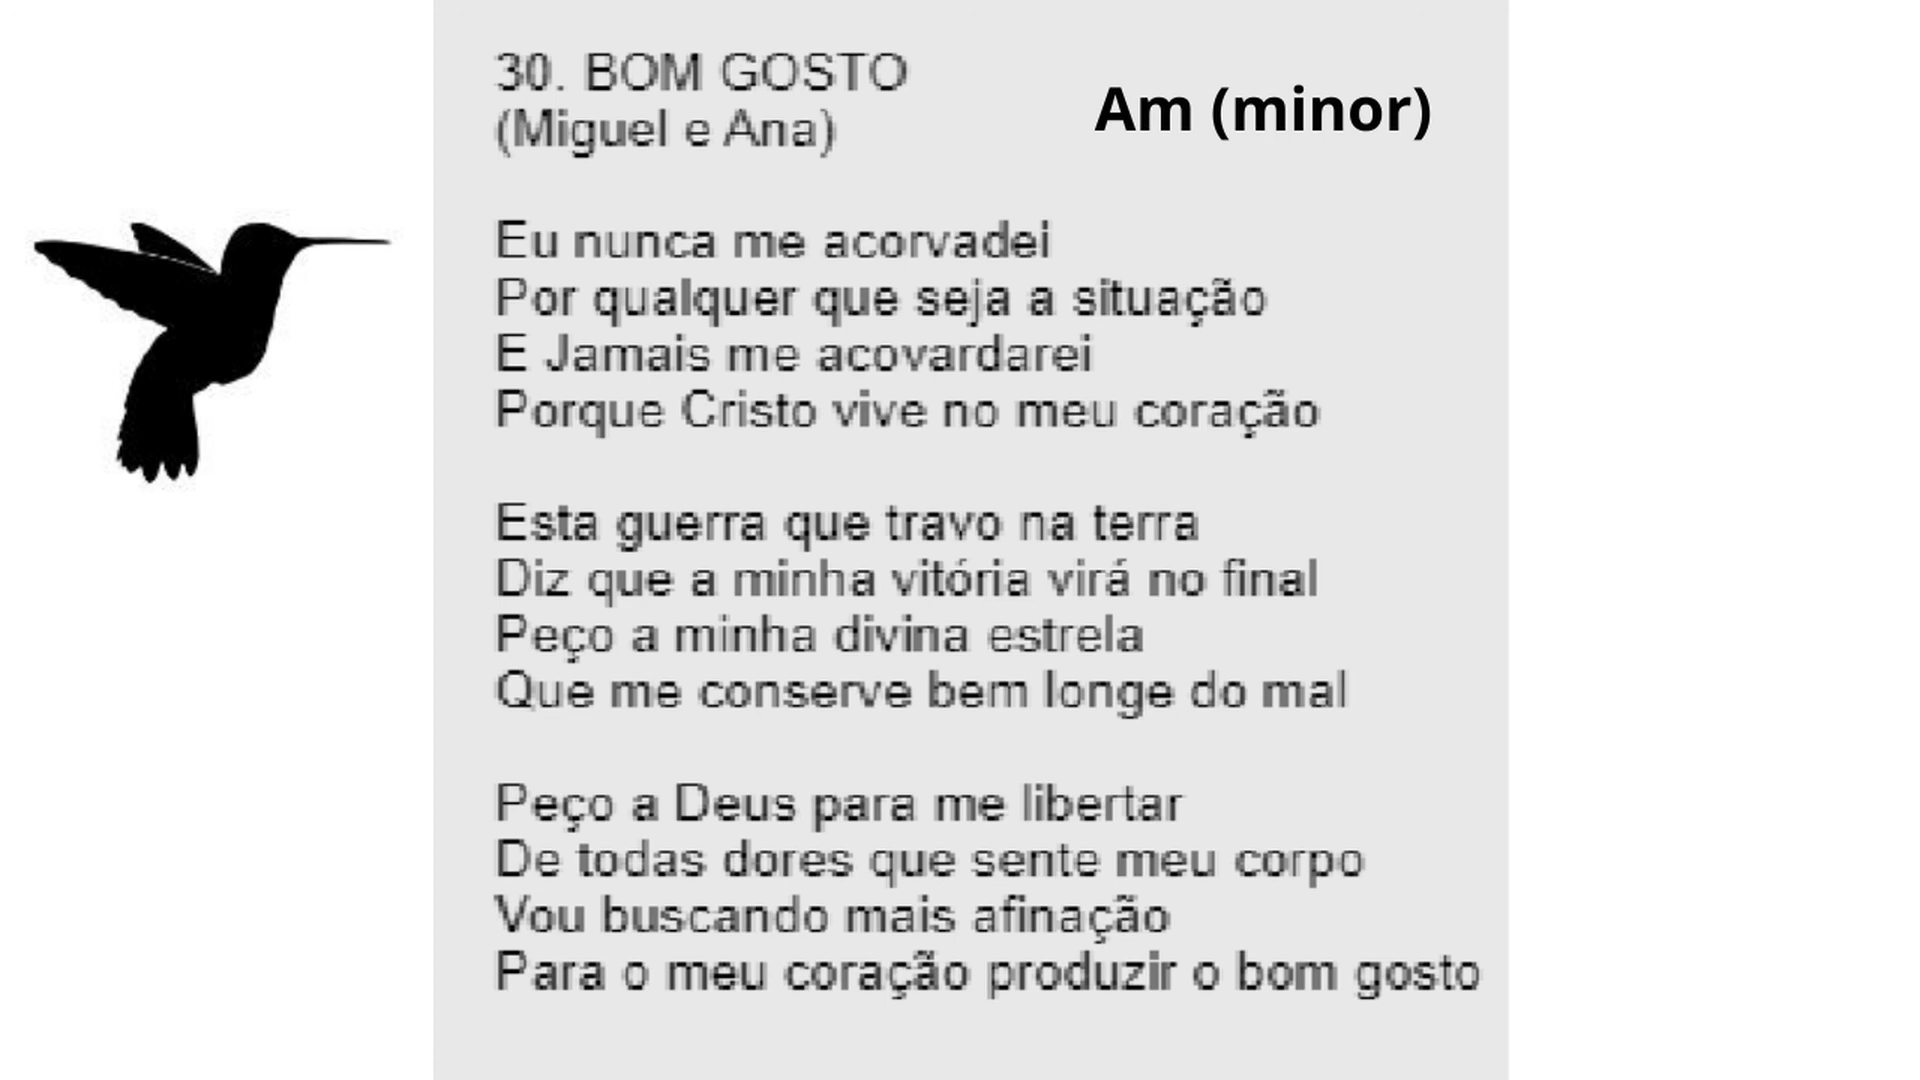 30. BOM GOSTO
(Miguel e Ana)
Am (minor)
Eu nunca me acorvadei
Por qualquer que seja a situação
E Jamais me acovardarei
Porque Cristo vive no meu coração
Esta guerra que travo na terra
Diz que a minha vitória virá no final
Peço a minha divina estrela
Que me conserve bem longe do mal
Peço a Deus para me libertar
De todas dores que sente meu corpo
Vou buscando mais afinação
Para o meu coração produzir o bom gosto